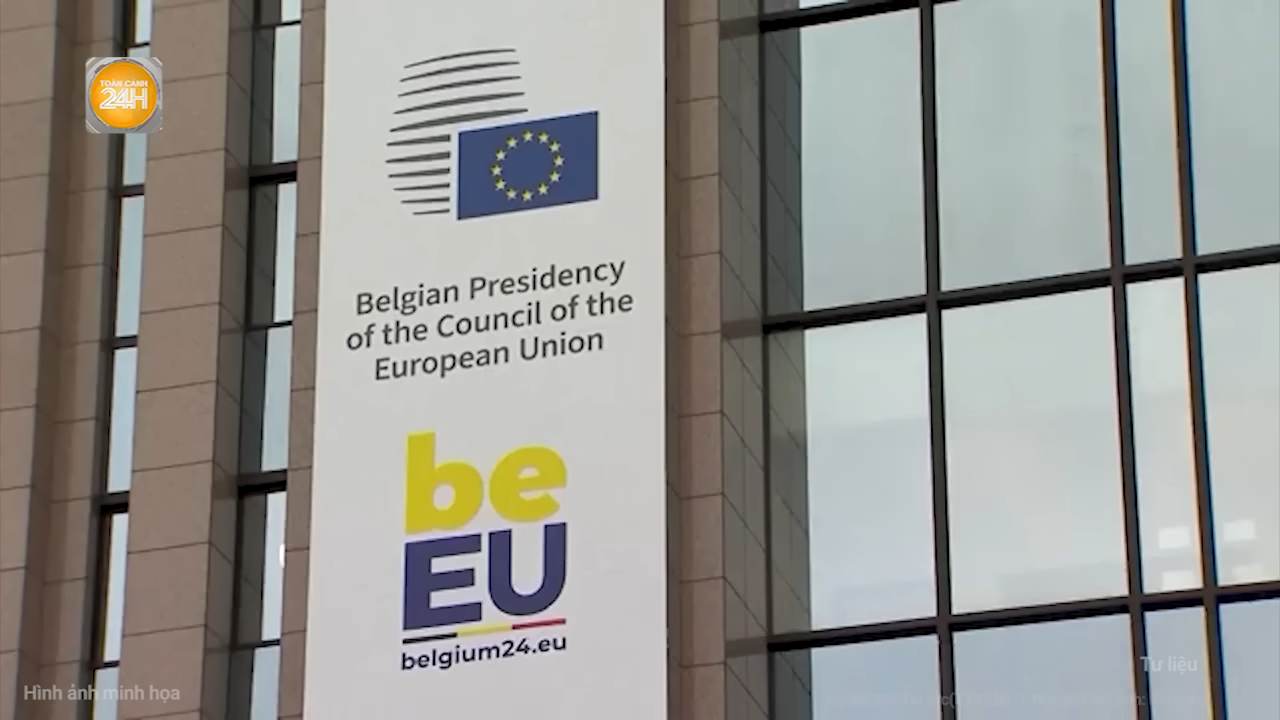 TOÀN CẢNH
24H
Belgian Presidency
of the Council of the
European Union
be
EU
belgium24.eu
Tư liệu
Hình ảnh minh họa